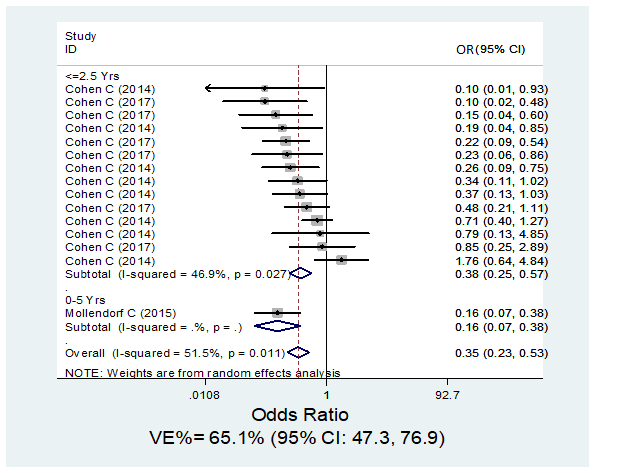 Study
ID OR (95% CI)
<=2.5 Yrs
Cohen C (2014) 0.10 (0.01, 0.93)
Cohen C (2017) 0.10 (0.02, 0.48)
Cohen C (2017) 0.15 (0.04, 0.60)
Cohen C (2014) 0.19 (0.04, 0.85)
Cohen C (2017) 0.22 (0.09, 0.54)
Cohen C (2017) 0.23 (0.06, 0.86)
Cohen C (2014) 0.26 (0.09, 0.75)
Cohen C (2014) 0.34 (0.11, 1.02)
Cohen C (2014) 0.37 (0.13, 1.03)
Cohen C (2017) 0.48 (0.21, 1.11)
Cohen C (2014) 0.71 (0.40, 1.27)
Cohen C (2014) 0.79 (0.13, 4.85)
Cohen C (2017) 0.85 (0.25, 2.89)
Cohen C (2014) 1.76 (0.64, 4.84)
Subtotal (I-squared = 46.9%, p = 0.027) 0.38 (0.25, 0.57)
.
0-5 Yrs
Mollendorf C (2015) 0.16 (0.07, 0.38)
Subtotal (I-squared = .%, p = .) 0.16 (0.07, 0.38)
.
Overall (I-squared = 51.5%, p = 0.011) 0.35 (0.23, 0.53)
NOTE: Weights are from random effects analysis
.0108 1 92.7
Odds Ratio
VE%= 65.1% (95% CI: 47.3, 76.9)